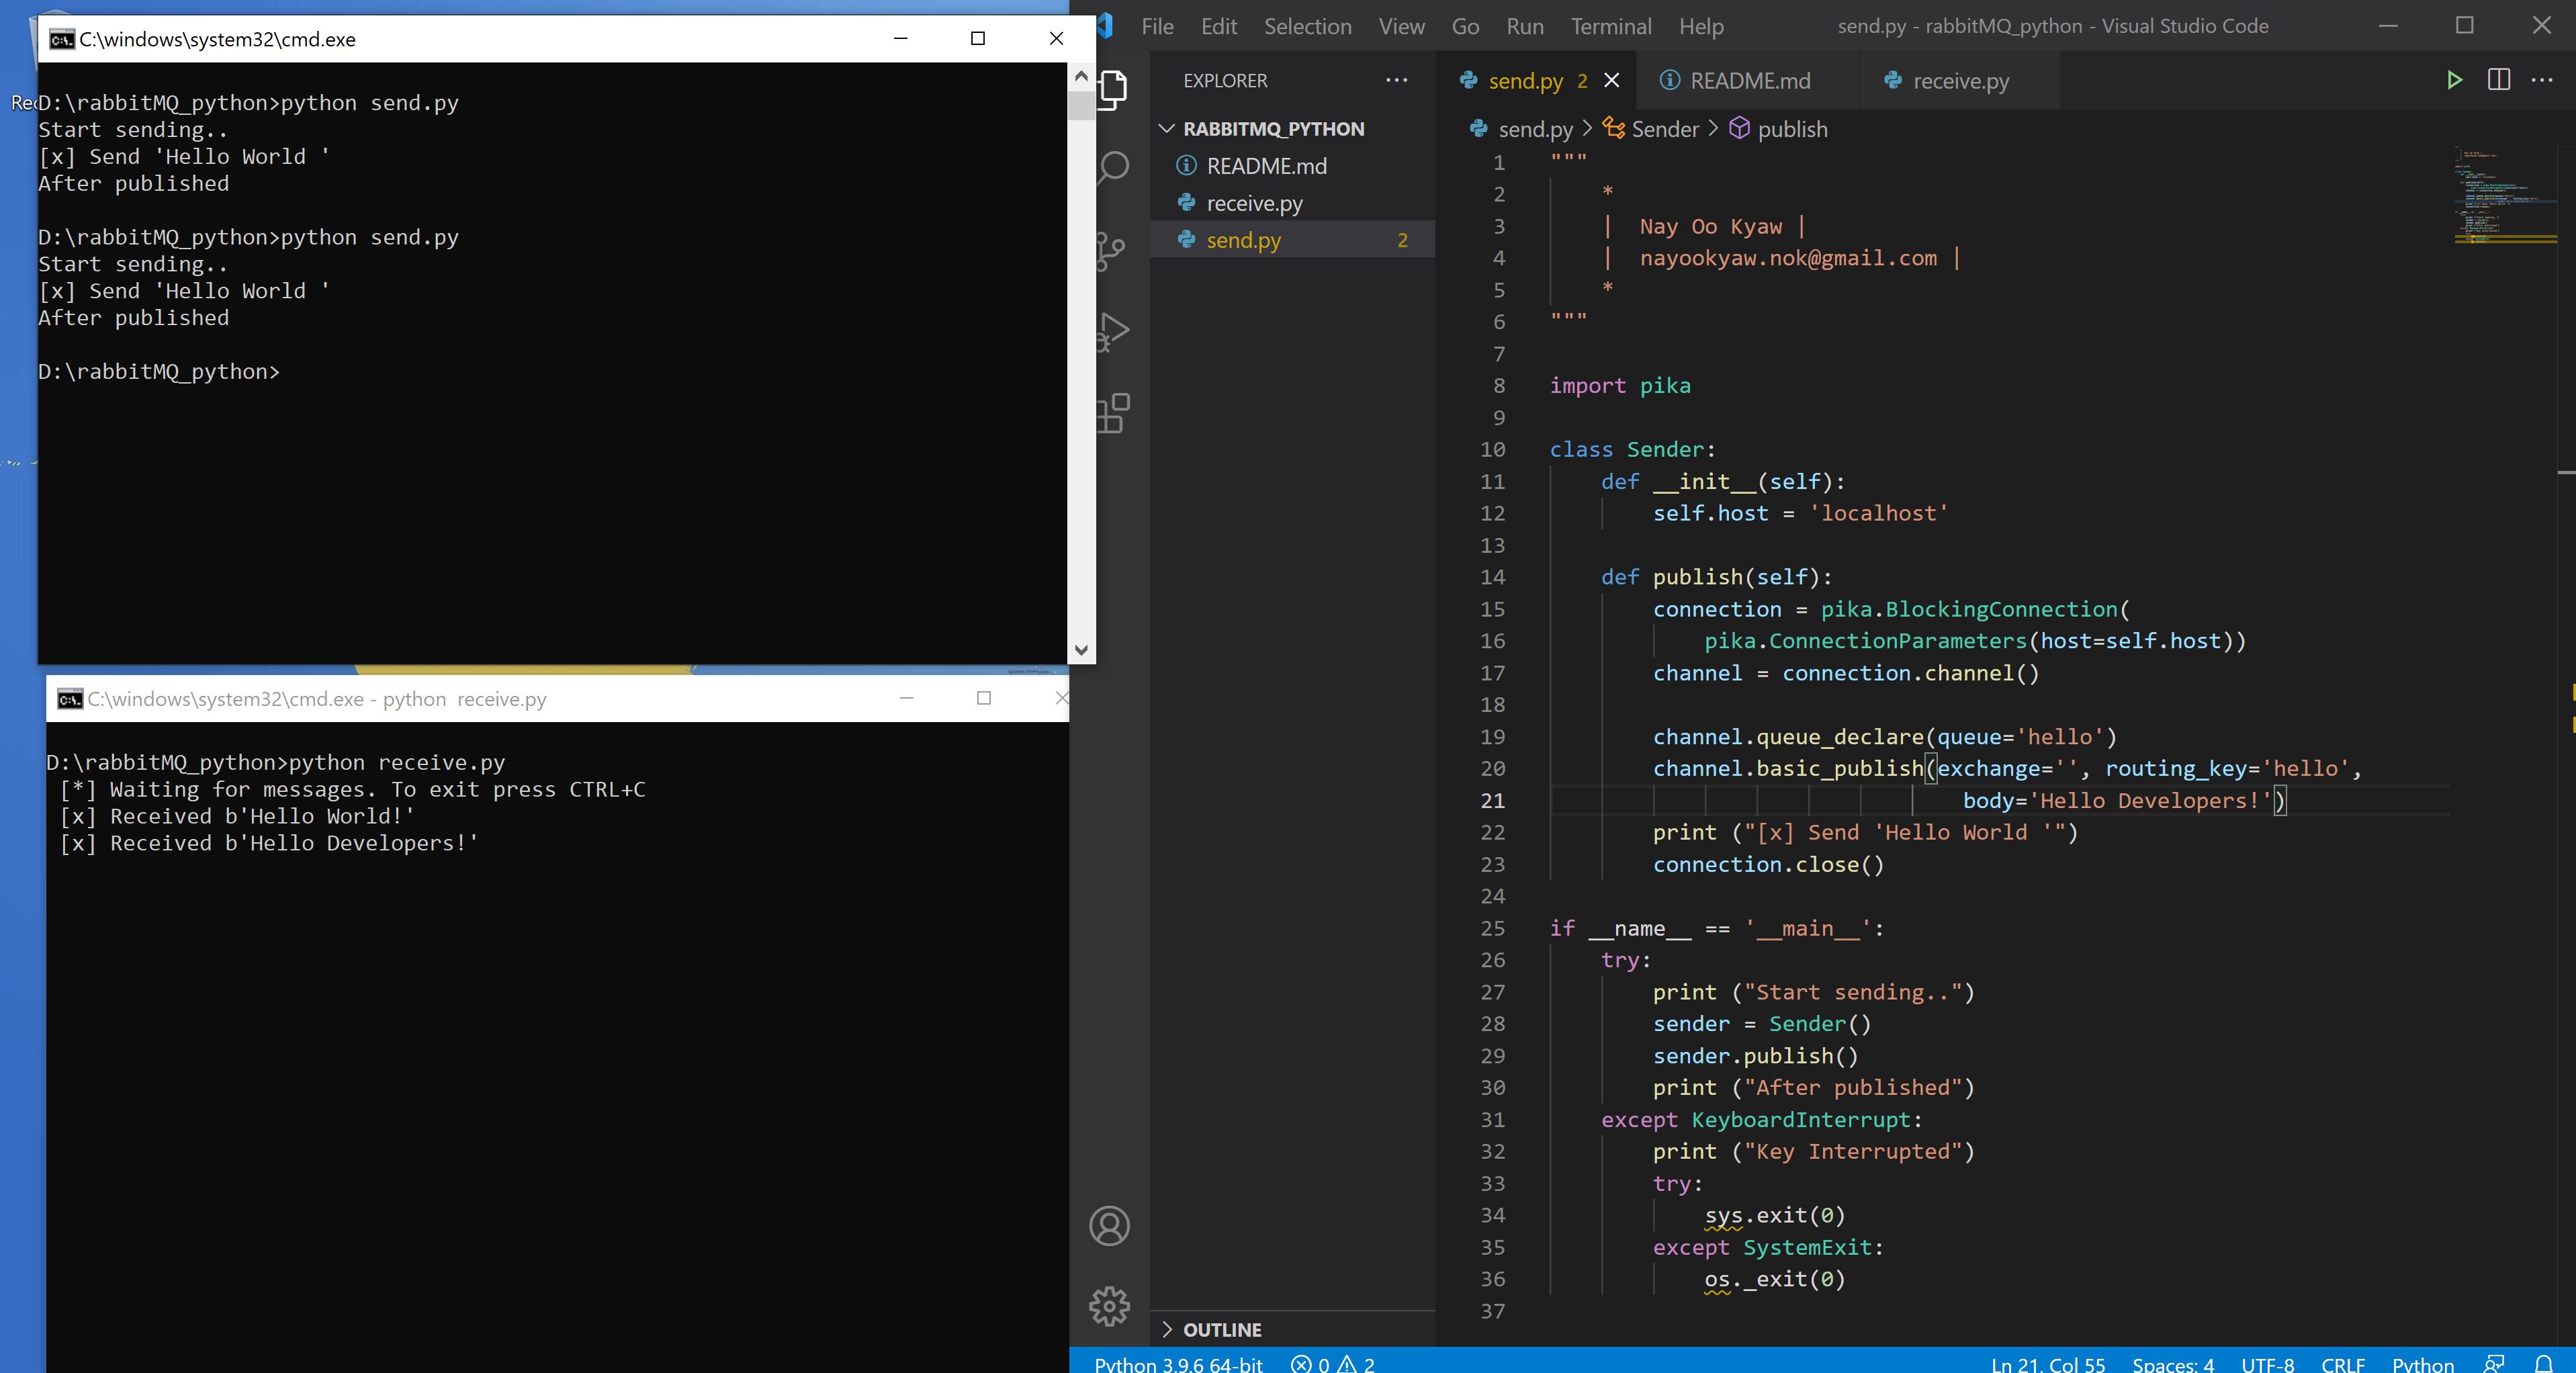 Rec
C:\windows\system32\cmd.exe
D:\rabbitMQ_python>python send.py
Start sending..
[x] Send 'Hello World '
After published
D:\rabbitMQ_python>python send.py
Start sending..
[x] Send 'Hello World '
After published
D:\rabbitMQ_python>
C:\windows\system32\cmd.exe - python  receive.py
D:\rabbitMQ_python>python receive.py
[*] Waiting for messages. To exit press CTRL+C
[x] Received b'Hello World!'
[x] Received b'Hello Developers!'
File Edit Selection View Go Run Terminal Help send.py - rabbitMQ_python - Visual Studio Code
EXPLORER
RABBITMQ_PYTHON
README.md
receive.py
send.py 2
OUTLINE
send.py 2 README.md receive.py
send.py > Sender > publish
1 """
2     *
3     |  Nay Oo Kyaw |
4     |  nayookyaw.nok@gmail.com |
5     *
6 """
7
8 import pika
9
10 class Sender:
11     def __init__(self):
12         self.host = 'localhost'
13
14     def publish(self):
15         connection = pika.BlockingConnection(
16             pika.ConnectionParameters(host=self.host))
17         channel = connection.channel()
18
19         channel.queue_declare(queue='hello')
20         channel.basic_publish(exchange='', routing_key='hello',
21                                 body='Hello Developers!')
22         print ("[x] Send 'Hello World '")
23         connection.close()
24
25 if __name__ == '__main__':
26     try:
27         print ("Start sending..")
28         sender = Sender()
29         sender.publish()
30         print ("After published")
31     except KeyboardInterrupt:
32         print ("Key Interrupted")
33         try:
34             sys.exit(0)
35         except SystemExit:
36             os._exit(0)
37
Python 3.9.6 64-bit 0 2 Ln 21, Col 55 Spaces: 4 UTF-8 CRLF Python